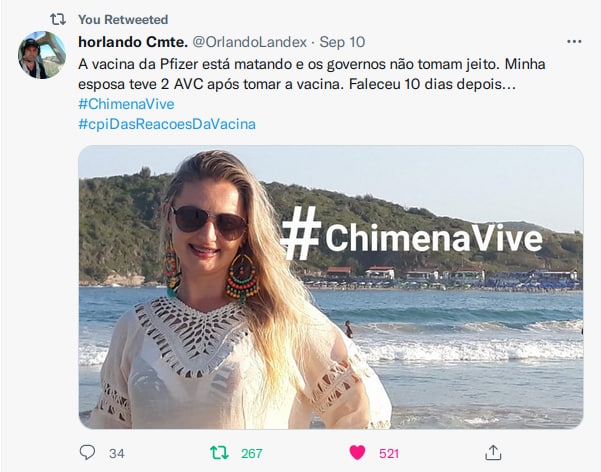 You Retweeted
horlando Cmte. @OrlandoLandex · Sep 10
A vacina da Pfizer está matando e os governos não tomam jeito. Minha
esposa teve 2 AVC após tomar a vacina. Faleceu 10 dias depois...
#ChimenaVive
#cpiDasReacoesDaVacina
#ChimenaVive
34 267 521